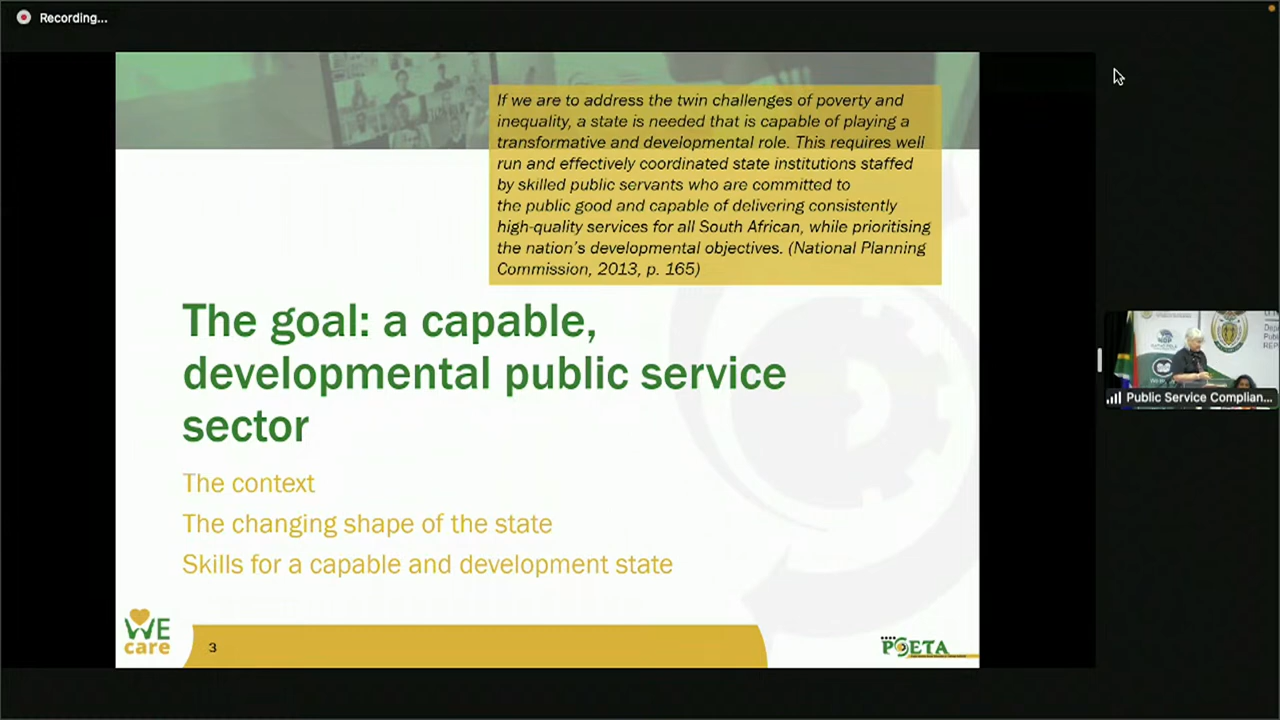 Recording...
If we are to address the twin challenges of poverty and
inequality, a state is needed that is capable of playing a
transformative and developmental role. This requires well
run and effectively coordinated state institutions staffed
by skilled public servants who are committed to
the public good and capable of delivering consistently
high-quality services for all South African, while prioritising
the nation's developmental objectives. (National Planning
Commission, 2013, p. 165)
The goal: a capable,
developmental public service
sector
The context
The changing shape of the state
Skills for a capable and development state
WE
care
3
PSETA
Public Service Complian...